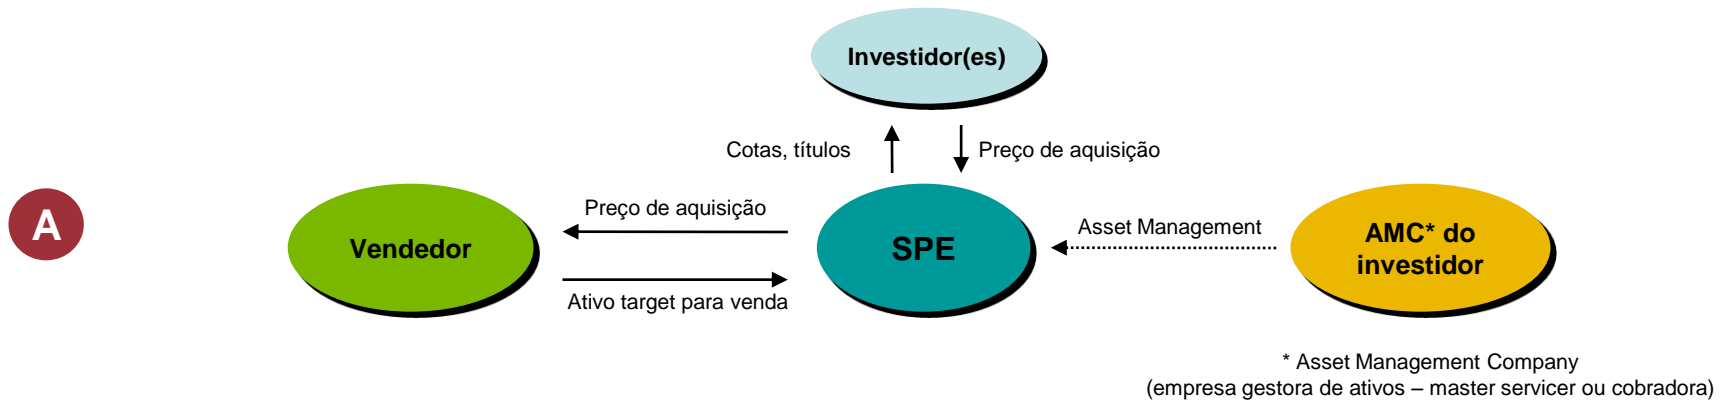 Investidor(es)
Cotas, títulos
Preço de aquisição
A
Preço de aquisição
Vendedor
Ativo target para venda
SPE
Asset Management
AMC* do
investidor
* Asset Management Company
(empresa gestora de ativos – master servicer ou cobradora)